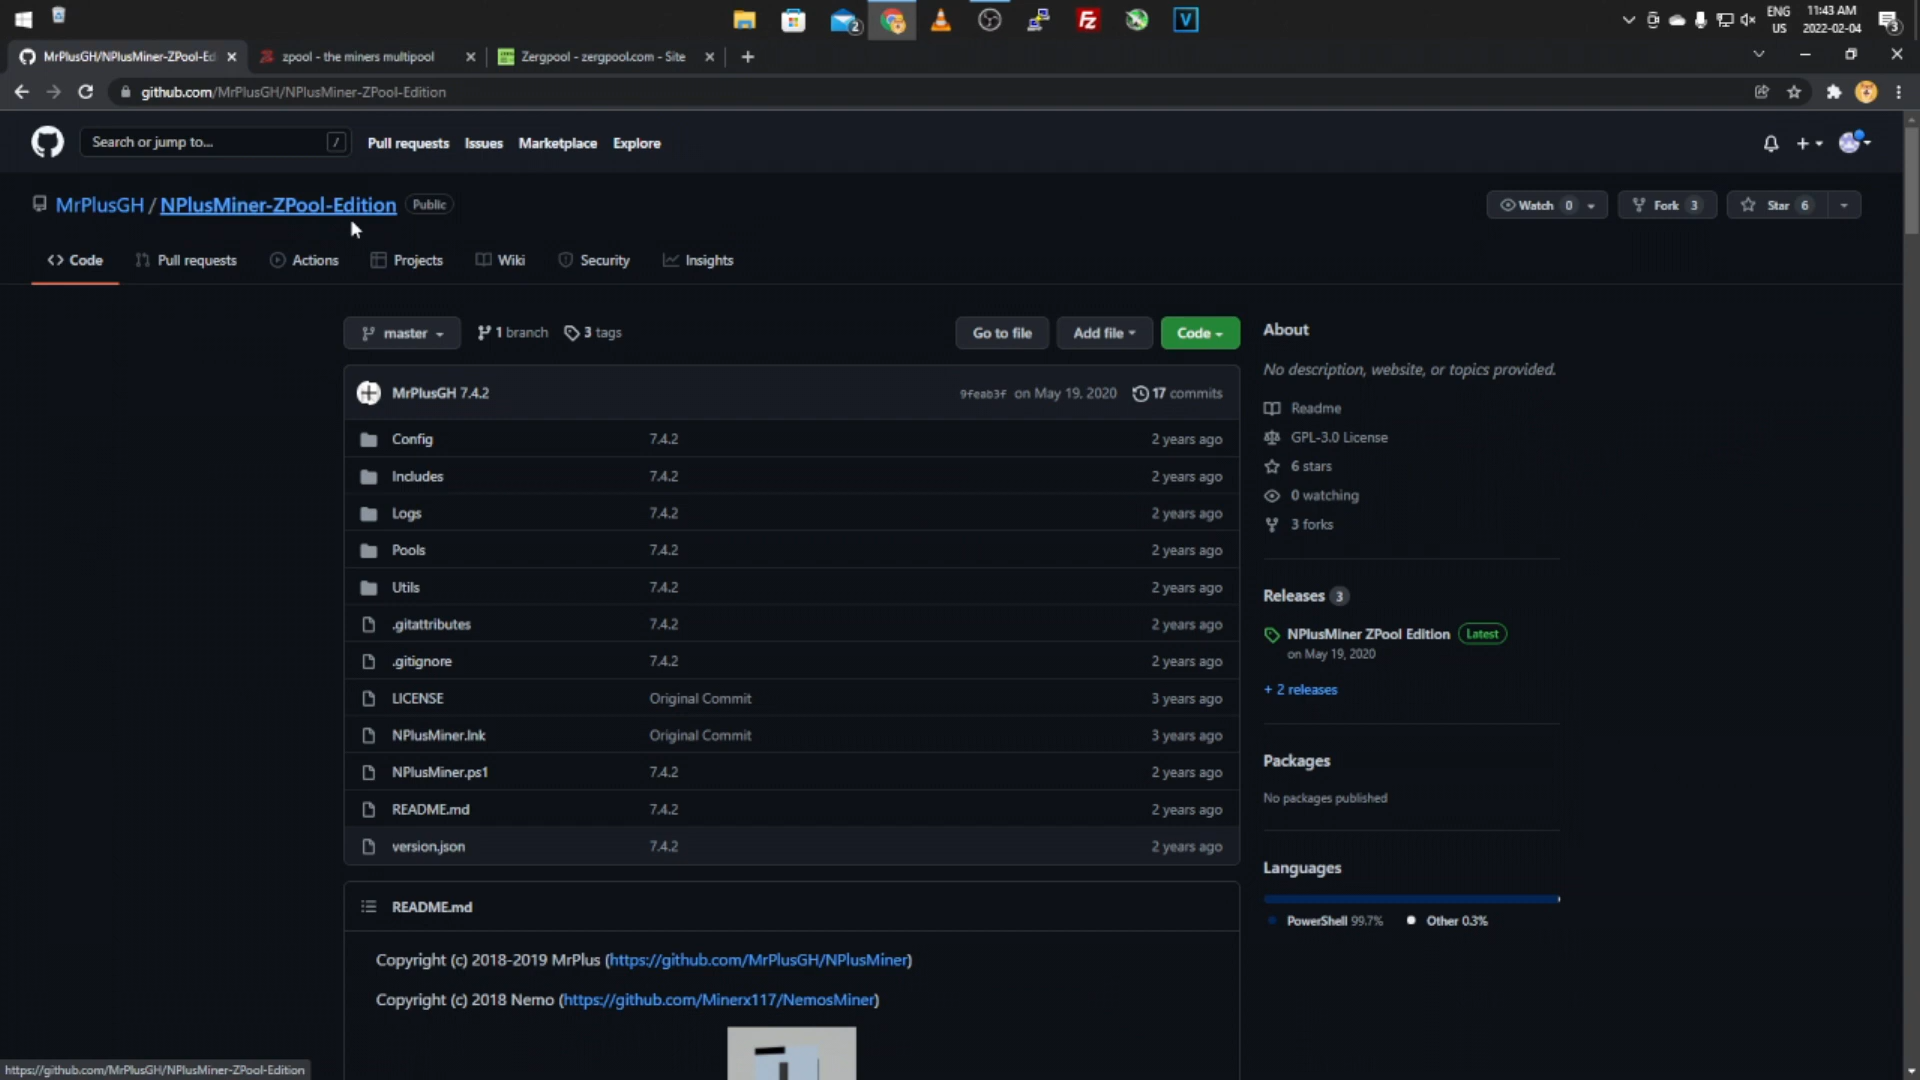 ENG
US
11:43 AM
2022-02-04
2
3
MrPlusGH/NPlusMiner-ZPool-Ed
zpool - the miners multipool
Zergpool - zergpool.com - Site
github.com/MrPlusGH/NPlusMiner-ZPool-Edition
Search or jump to... /
Pull requests Issues Marketplace Explore
MrPlusGH / NPlusMiner-ZPool-Edition Public
Watch 0 Fork 3 Star 6
<> Code Pull requests Actions Projects Wiki Security Insights
master 1 branch 3 tags Go to file Add file Code
MrPlusGH 7.4.2 9feab3f on May 19, 2020 17 commits
Config 7.4.2 2 years ago
Includes 7.4.2 2 years ago
Logs 7.4.2 2 years ago
Pools 7.4.2 2 years ago
Utils 7.4.2 2 years ago
.gitattributes 7.4.2 2 years ago
.gitignore 7.4.2 2 years ago
LICENSE Original Commit 3 years ago
NPlusMiner.lnk Original Commit 3 years ago
NPlusMiner.ps1 7.4.2 2 years ago
README.md 7.4.2 2 years ago
version.json 7.4.2 2 years ago
README.md
Copyright (c) 2018-2019 MrPlus (https://github.com/MrPlusGH/NPlusMiner)
Copyright (c) 2018 Nemo (https://github.com/Minerx117/NemosMiner)
About
No description, website, or topics provided.
Readme
GPL-3.0 License
6 stars
0 watching
3 forks
Releases 3
NPlusMiner ZPool Edition Latest
on May 19, 2020
+ 2 releases
Packages
No packages published
Languages
PowerShell 99.7% Other 0.3%
https://github.com/MrPlusGH/NPlusMiner-ZPool-Edition